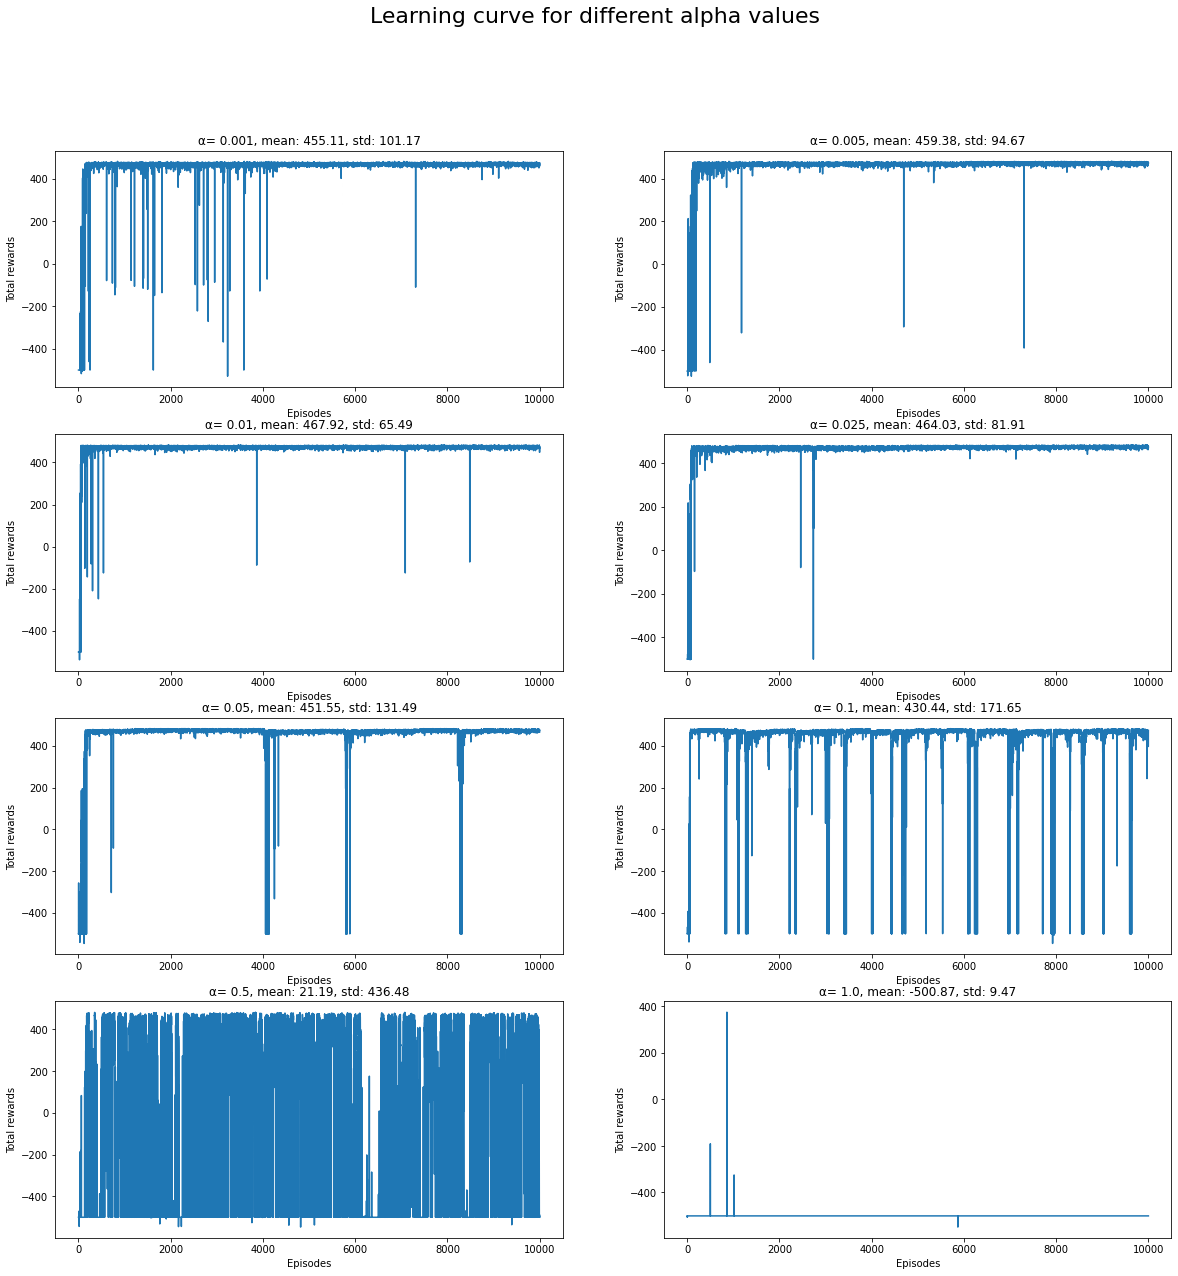 Learning curve for different alpha values
α= 0.001, mean: 455.11, std: 101.17
400
200
0
−200
−400
Total rewards
0 2000 4000 6000 8000 10000
Episodes
α= 0.005, mean: 459.38, std: 94.67
400
200
0
−200
−400
Total rewards
0 2000 4000 6000 8000 10000
Episodes
α= 0.01, mean: 467.92, std: 65.49
400
200
0
−200
−400
Total rewards
0 2000 4000 6000 8000 10000
Episodes
α= 0.025, mean: 464.03, std: 81.91
400
200
0
−200
−400
Total rewards
0 2000 4000 6000 8000 10000
Episodes
α= 0.05, mean: 451.55, std: 131.49
400
200
0
−200
−400
Total rewards
0 2000 4000 6000 8000 10000
Episodes
α= 0.1, mean: 430.44, std: 171.65
400
200
0
−200
−400
Total rewards
0 2000 4000 6000 8000 10000
Episodes
α= 0.5, mean: 21.19, std: 436.48
400
200
0
−200
−400
Total rewards
0 2000 4000 6000 8000 10000
Episodes
α= 1.0, mean: -500.87, std: 9.47
400
200
0
−200
−400
Total rewards
0 2000 4000 6000 8000 10000
Episodes